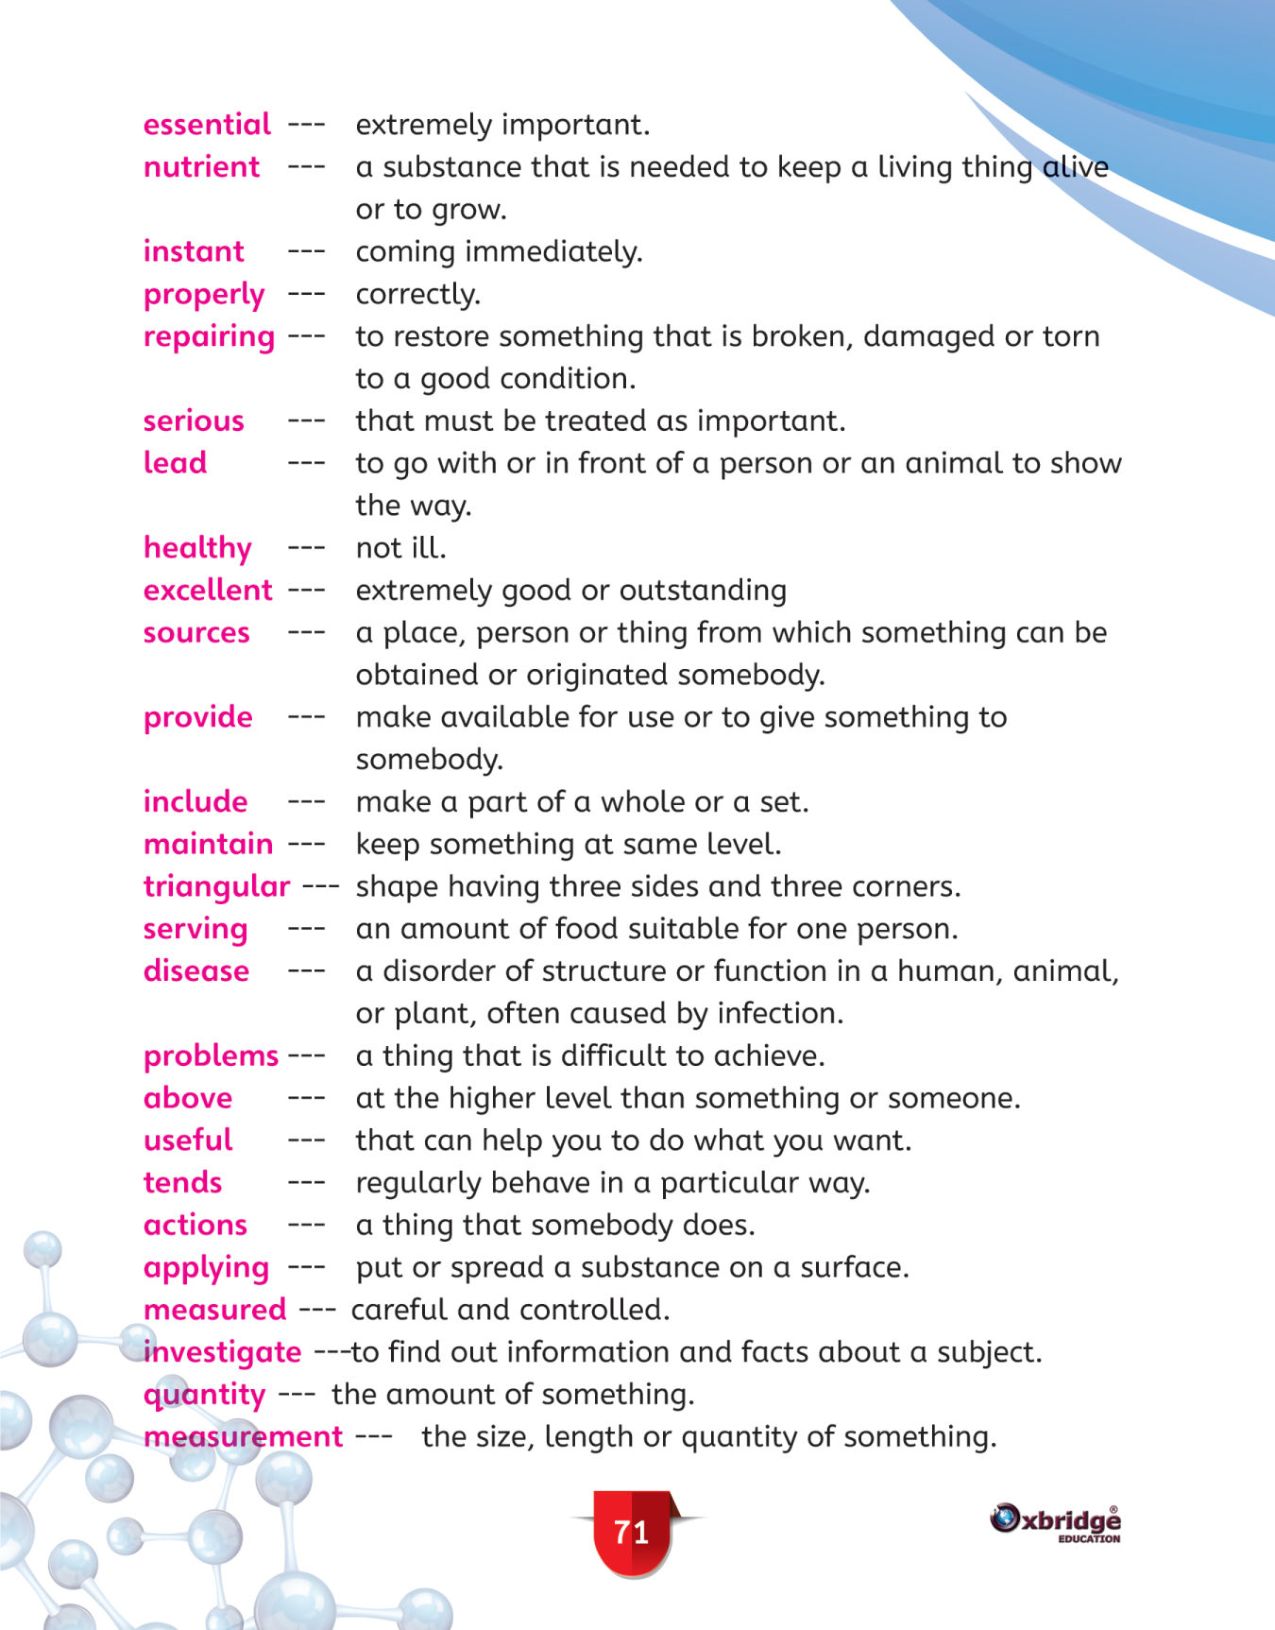 essential --- extremely important.
nutrient --- a substance that is needed to keep a living thing alive
or to grow.
instant --- coming immediately.
properly --- correctly.
repairing --- to restore something that is broken, damaged or torn
to a good condition.
serious --- that must be treated as important.
lead --- to go with or in front of a person or an animal to show
the way.
healthy --- not ill.
excellent --- extremely good or outstanding
sources --- a place, person or thing from which something can be
obtained or originated somebody.
provide --- make available for use or to give something to
somebody.
include --- make a part of a whole or a set.
maintain --- keep something at same level.
triangular --- shape having three sides and three corners.
serving --- an amount of food suitable for one person.
disease --- a disorder of structure or function in a human, animal,
or plant, often caused by infection.
problems --- a thing that is difficult to achieve.
above --- at the higher level than something or someone.
useful --- that can help you to do what you want.
tends --- regularly behave in a particular way.
actions --- a thing that somebody does.
applying --- put or spread a substance on a surface.
measured --- careful and controlled.
investigate ---to find out information and facts about a subject.
quantity --- the amount of something.
measurement --- the size, length or quantity of something.
71
Oxbridge®
EDUCATION